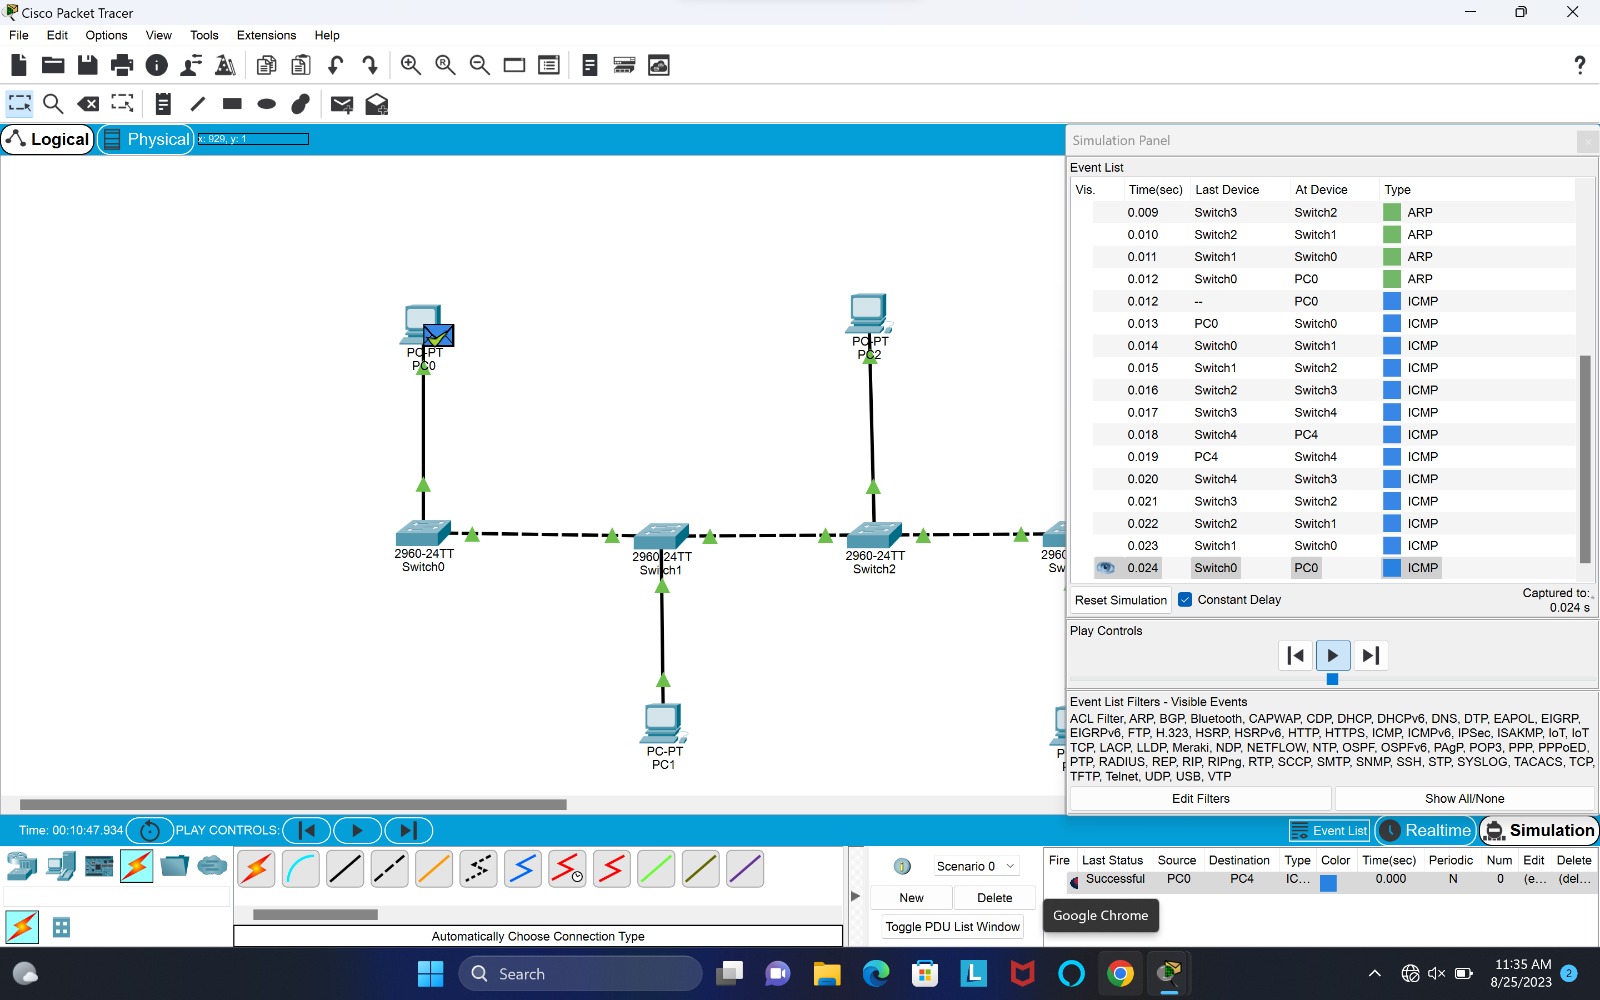 Cisco Packet Tracer
File Edit Options View Tools Extensions Help
Logical
Physical
x: 929, y: 1
PC-PT
PC0
PC-PT
PC2
2960-24TT
Switch0
2960-24TT
Switch1
2960-24TT
Switch2
2960
Sw
PC-PT
PC1
P
Simulation Panel
Event List
Vis. Time(sec) Last Device At Device Type
0.009 Switch3 Switch2 ARP
0.010 Switch2 Switch1 ARP
0.011 Switch1 Switch0 ARP
0.012 Switch0 PC0 ARP
0.012 -- PC0 ICMP
0.013 PC0 Switch0 ICMP
0.014 Switch0 Switch1 ICMP
0.015 Switch1 Switch2 ICMP
0.016 Switch2 Switch3 ICMP
0.017 Switch3 Switch4 ICMP
0.018 Switch4 PC4 ICMP
0.019 PC4 Switch4 ICMP
0.020 Switch4 Switch3 ICMP
0.021 Switch3 Switch2 ICMP
0.022 Switch2 Switch1 ICMP
0.023 Switch1 Switch0 ICMP
0.024 Switch0 PC0 ICMP
Reset Simulation Constant Delay
Captured to:
0.024 s
Play Controls
Event List Filters - Visible Events
ACL Filter, ARP, BGP, Bluetooth, CAPWAP, CDP, DHCP, DHCPv6, DNS, DTP, EAPOL, EIGRP,
EIGRPv6, FTP, H.323, HSRP, HSRPv6, HTTP, HTTPS, ICMP, ICMPv6, IPSec, ISAKMP, IoT, IoT
TCP, LACP, LLDP, Meraki, NDP, NETFLOW, NTP, OSPF, OSPFv6, PAgP, POP3, PPP, PPPoED,
PTP, RADIUS, REP, RIP, RIPng, RTP, SCCP, SMTP, SNMP, SSH, STP, SYSLOG, TACACS, TCP,
TFTP, Telnet, UDP, USB, VTP
Edit Filters Show All/None
Time: 00:10:47.934 PLAY CONTROLS:
Event List Realtime Simulation
Automatically Choose Connection Type
Scenario 0
New Delete
Toggle PDU List Window
Fire Last Status Source Destination Type Color Time(sec) Periodic Num Edit Delete
Successful PC0 PC4 IC... 0.000 N 0 (e... (del...
Google Chrome
Search
11:35 AM
8/25/2023
2